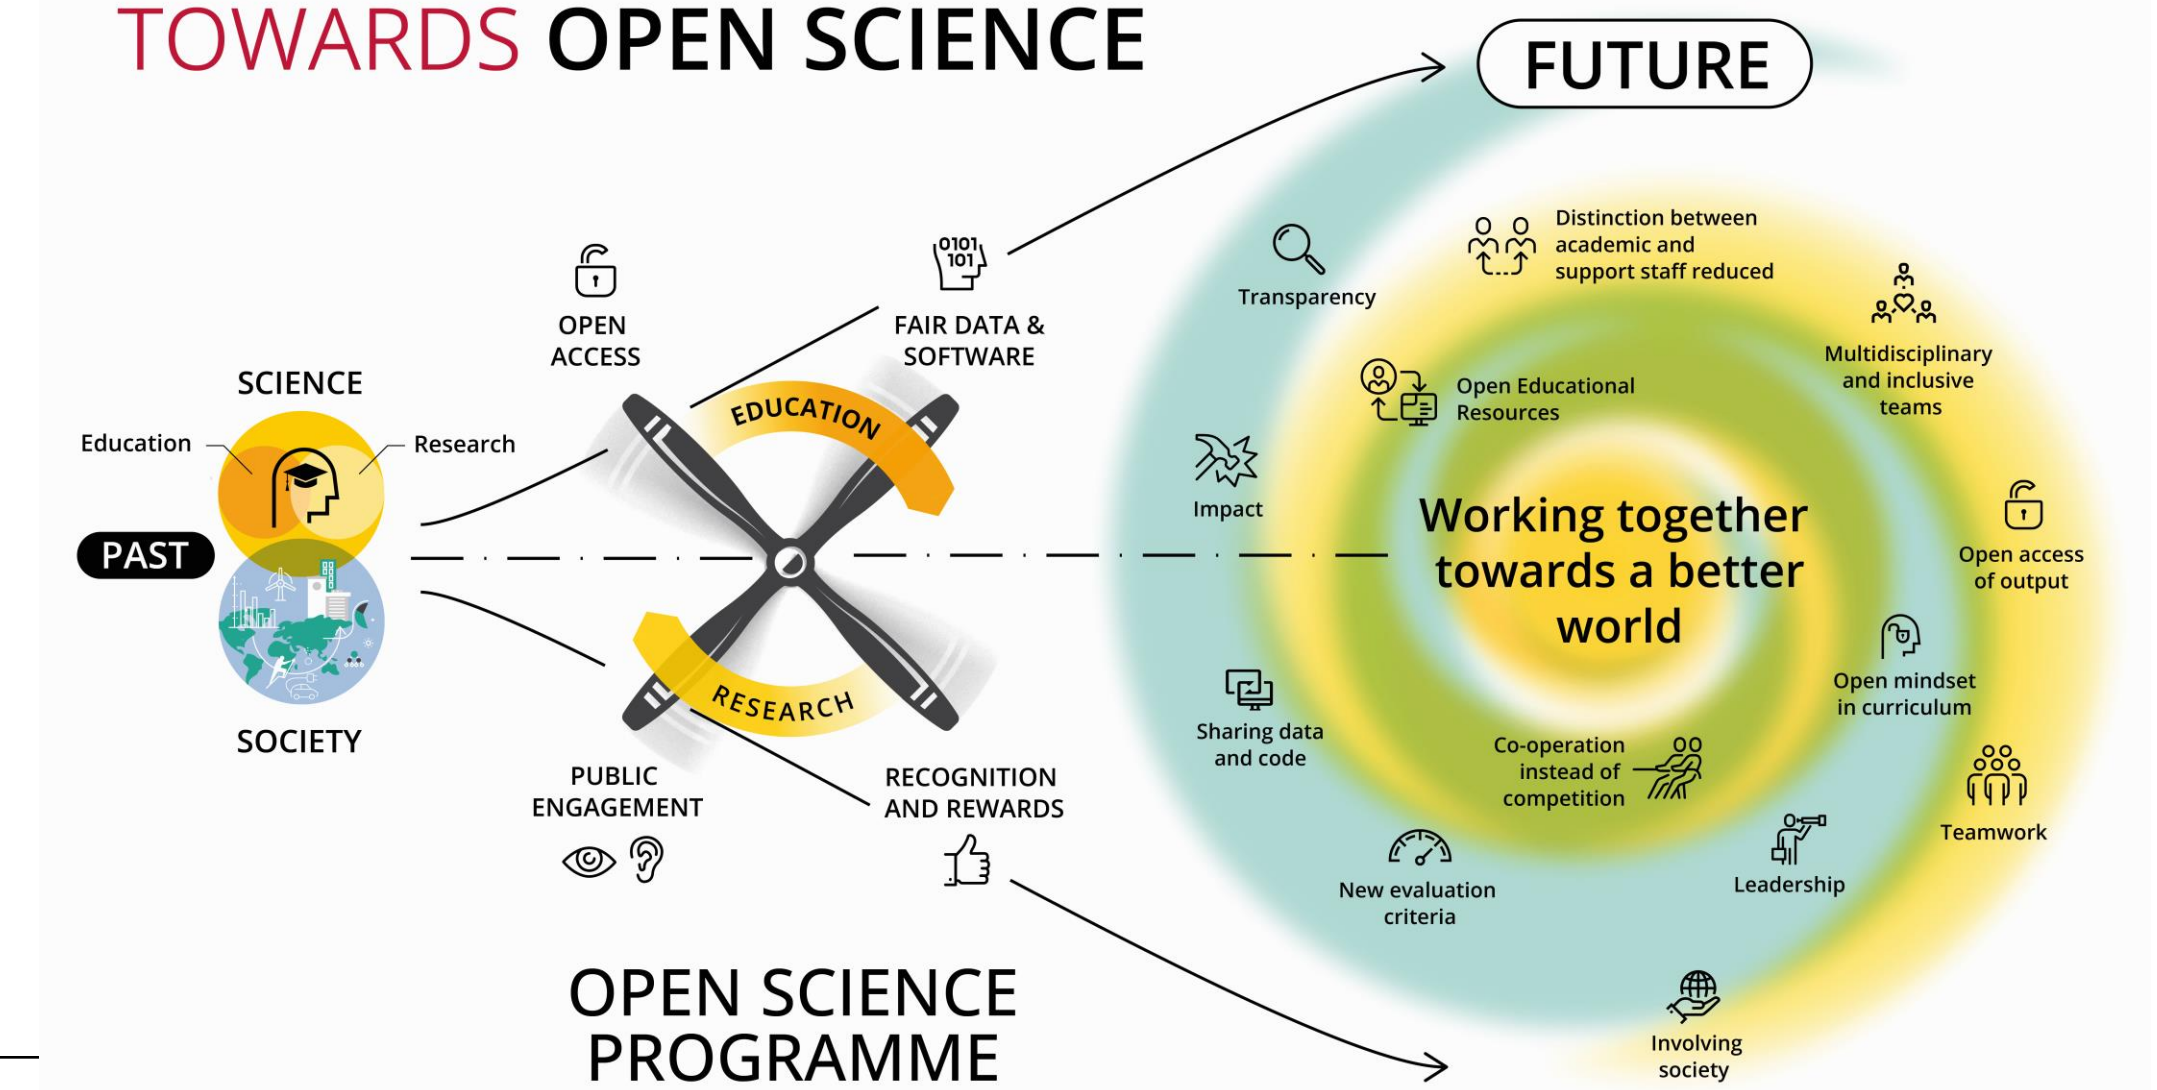 TOWARDS OPEN SCIENCE
FUTURE
PAST
SCIENCE
Education
Research
SOCIETY
OPEN
ACCESS
0101
101
FAIR DATA &
SOFTWARE
EDUCATION
RESEARCH
PUBLIC
ENGAGEMENT
RECOGNITION
AND REWARDS
OPEN SCIENCE
PROGRAMME
Transparency
Distinction between
academic and
support staff reduced
Multidisciplinary
and inclusive
teams
Open Educational
Resources
Impact
Working together
towards a better
world
Open access
of output
Open mindset
in curriculum
Sharing data
and code
Co-operation
instead of
competition
Teamwork
New evaluation
criteria
Leadership
Involving
society